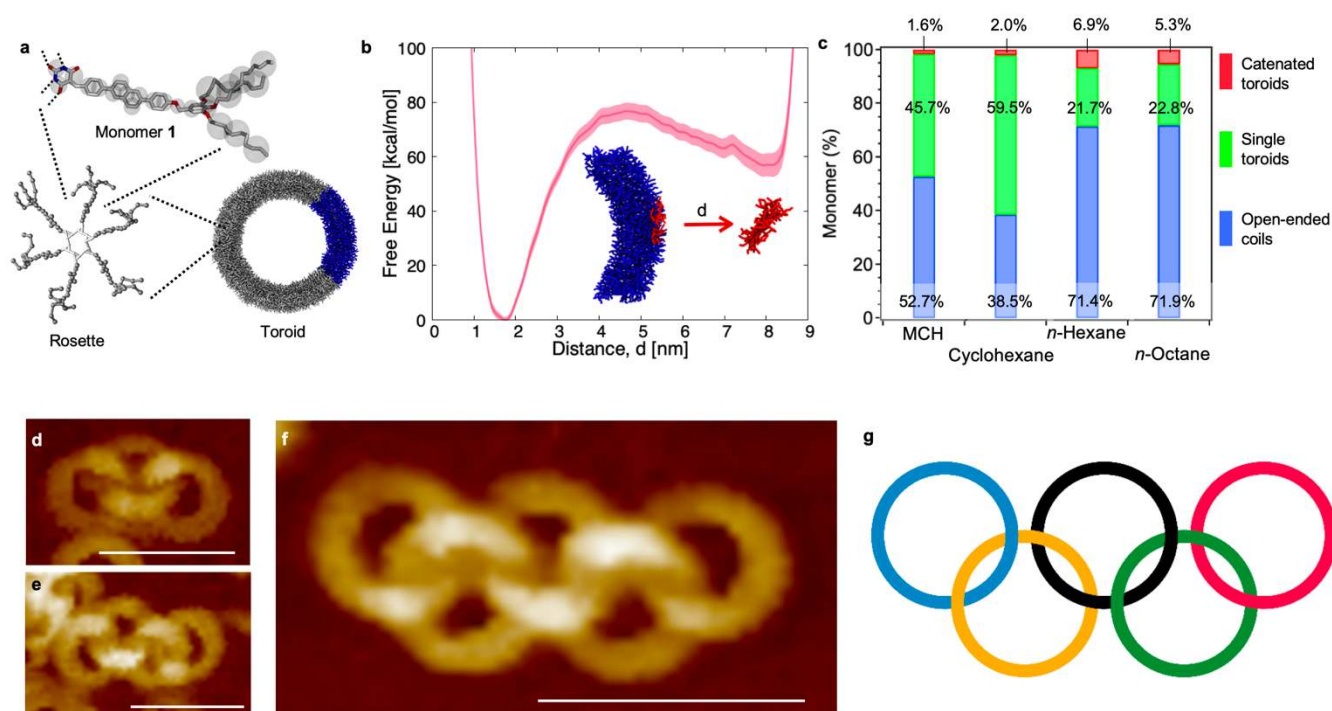 a
Monomer 1
Rosette
Toroid
b
Free Energy [kcal/mol]
100
80
60
40
20
0
d
0 1 2 3 4 5 6 7 8 9
Distance, d [nm]
c
1.6% 2.0% 6.9% 5.3%
Monomer (%)
100
80
60
40
20
0
45.7% 59.5% 21.7% 22.8%
52.7% 38.5% 71.4% 71.9%
MCH
Cyclohexane
n-Hexane
n-Octane
Catenated
toroids
Single
toroids
Open-ended
coils
d
e
f
g